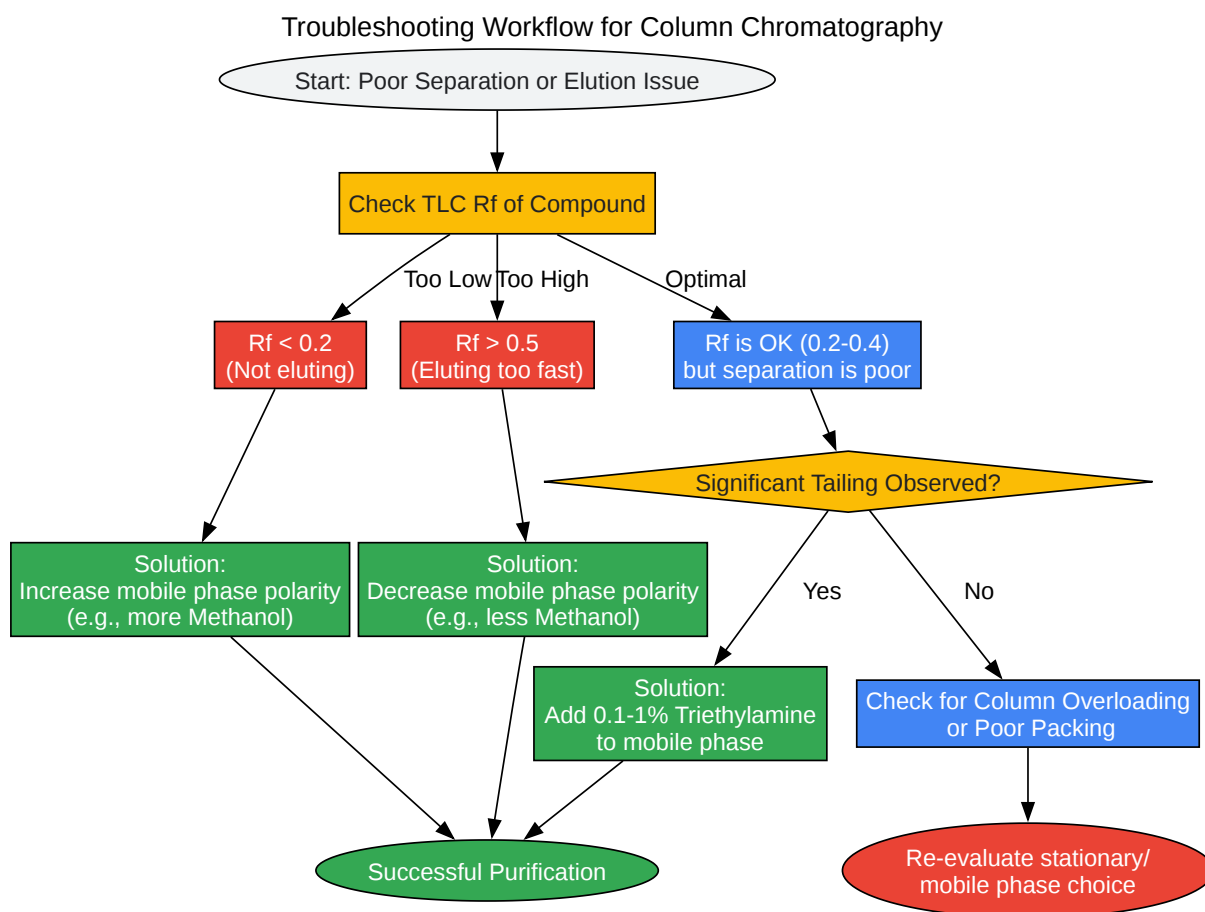 Troubleshooting Workflow for Column Chromatography
Start: Poor Separation or Elution Issue
Check TLC Rf of Compound
Too Low
Too High
Optimal
Rf < 0.2
(Not eluting)
Rf > 0.5
(Eluting too fast)
Rf is OK (0.2-0.4)
but separation is poor
Significant Tailing Observed?
Solution:
Increase mobile phase polarity
(e.g., more Methanol)
Solution:
Decrease mobile phase polarity
(e.g., less Methanol)
Yes
No
Solution:
Add 0.1-1% Triethylamine
to mobile phase
Check for Column Overloading
or Poor Packing
Successful Purification
Re-evaluate stationary/
mobile phase choice